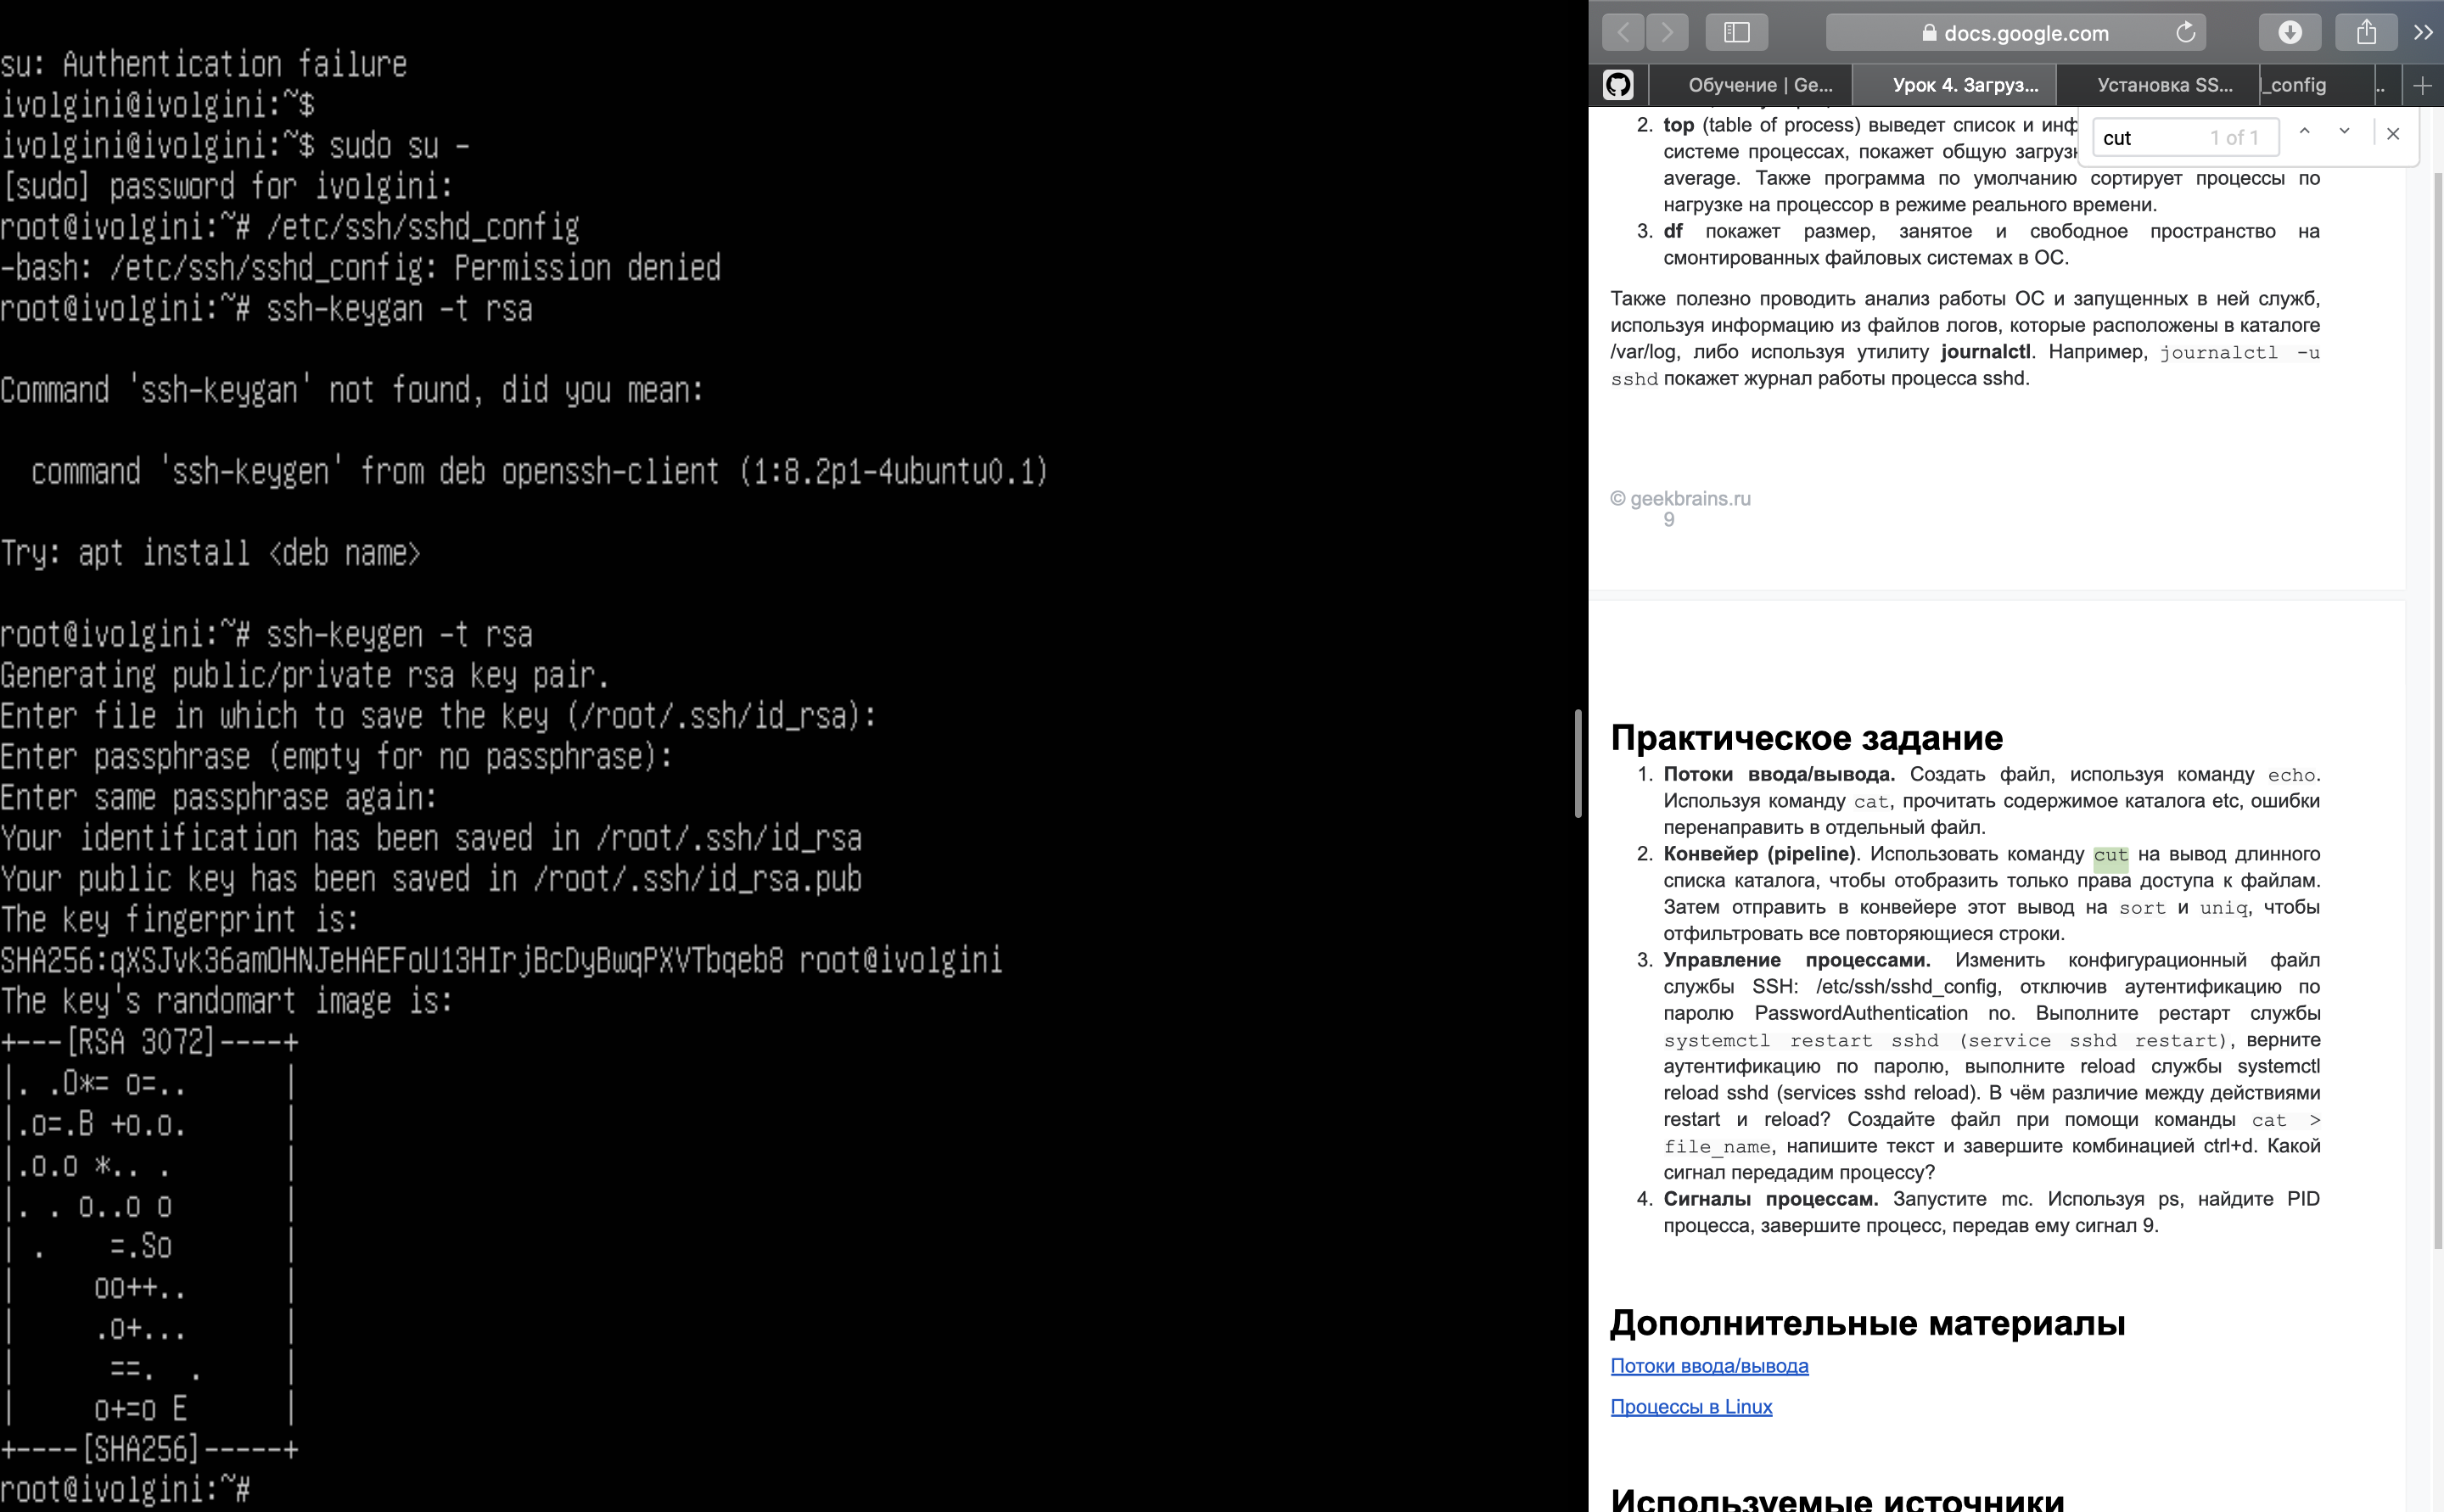 su: Authentication failure
ivolgini@ivolgini:~$
ivolgini@ivolgini:~$ sudo su -
[sudo] password for ivolgini:
root@ivolgini:~# /etc/ssh/sshd_config
-bash: /etc/ssh/sshd_config: Permission denied
root@ivolgini:~# ssh-keygan -t rsa
Command 'ssh-keygan' not found, did you mean:
  command 'ssh-keygen' from deb openssh-client (1:8.2p1-4ubuntu0.1)
Try: apt install <deb name>
root@ivolgini:~# ssh-keygen -t rsa
Generating public/private rsa key pair.
Enter file in which to save the key (/root/.ssh/id_rsa):
Enter passphrase (empty for no passphrase):
Enter same passphrase again:
Your identification has been saved in /root/.ssh/id_rsa
Your public key has been saved in /root/.ssh/id_rsa.pub
The key fingerprint is:
SHA256:qXSJvk36amOHNJeHAEFoU13HIrjBcDyBwqPXVTbqeb8 root@ivolgini
The key's randomart image is:
+---[RSA 3072]----+
|. .O*= o=..      |
|.o=.B +o.o.      |
|.o.o *.. .       |
|. . o..o o       |
| .    =.So       |
|     oo++..      |
|     .o+...      |
|      ==.  .     |
|     o+=o E      |
+----[SHA256]-----+
root@ivolgini:~#
docs.google.com
Обучение | Ge...
Урок 4. Загруз...
Установка SS...
_config
..
cut 1 of 1
2. top (table of process) выведет список и инф
системе процессах, покажет общую загрузк
average. Также программа по умолчанию сортирует процессы по
нагрузке на процессор в режиме реального времени.
3. df покажет размер, занятое и свободное пространство на
смонтированных файловых системах в ОС.
Также полезно проводить анализ работы ОС и запущенных в ней служб,
используя информацию из файлов логов, которые расположены в каталоге
/var/log, либо используя утилиту journalctl. Например, journalctl -u
sshd покажет журнал работы процесса sshd.
© geekbrains.ru
9
Практическое задание
1. Потоки ввода/вывода. Создать файл, используя команду echo.
Используя команду cat, прочитать содержимое каталога etc, ошибки
перенаправить в отдельный файл.
2. Конвейер (pipeline). Использовать команду cut на вывод длинного
списка каталога, чтобы отобразить только права доступа к файлам.
Затем отправить в конвейере этот вывод на sort и uniq, чтобы
отфильтровать все повторяющиеся строки.
3. Управление процессами. Изменить конфигурационный файл
службы SSH: /etc/ssh/sshd_config, отключив аутентификацию по
паролю PasswordAuthentication no. Выполните рестарт службы
systemctl restart sshd (service sshd restart), верните
аутентификацию по паролю, выполните reload службы systemctl
reload sshd (services sshd reload). В чём различие между действиями
restart и reload? Создайте файл при помощи команды cat >
file_name, напишите текст и завершите комбинацией ctrl+d. Какой
сигнал передадим процессу?
4. Сигналы процессам. Запустите mc. Используя ps, найдите PID
процесса, завершите процесс, передав ему сигнал 9.
Дополнительные материалы
Потоки ввода/вывода
Процессы в Linux
Используемые источники